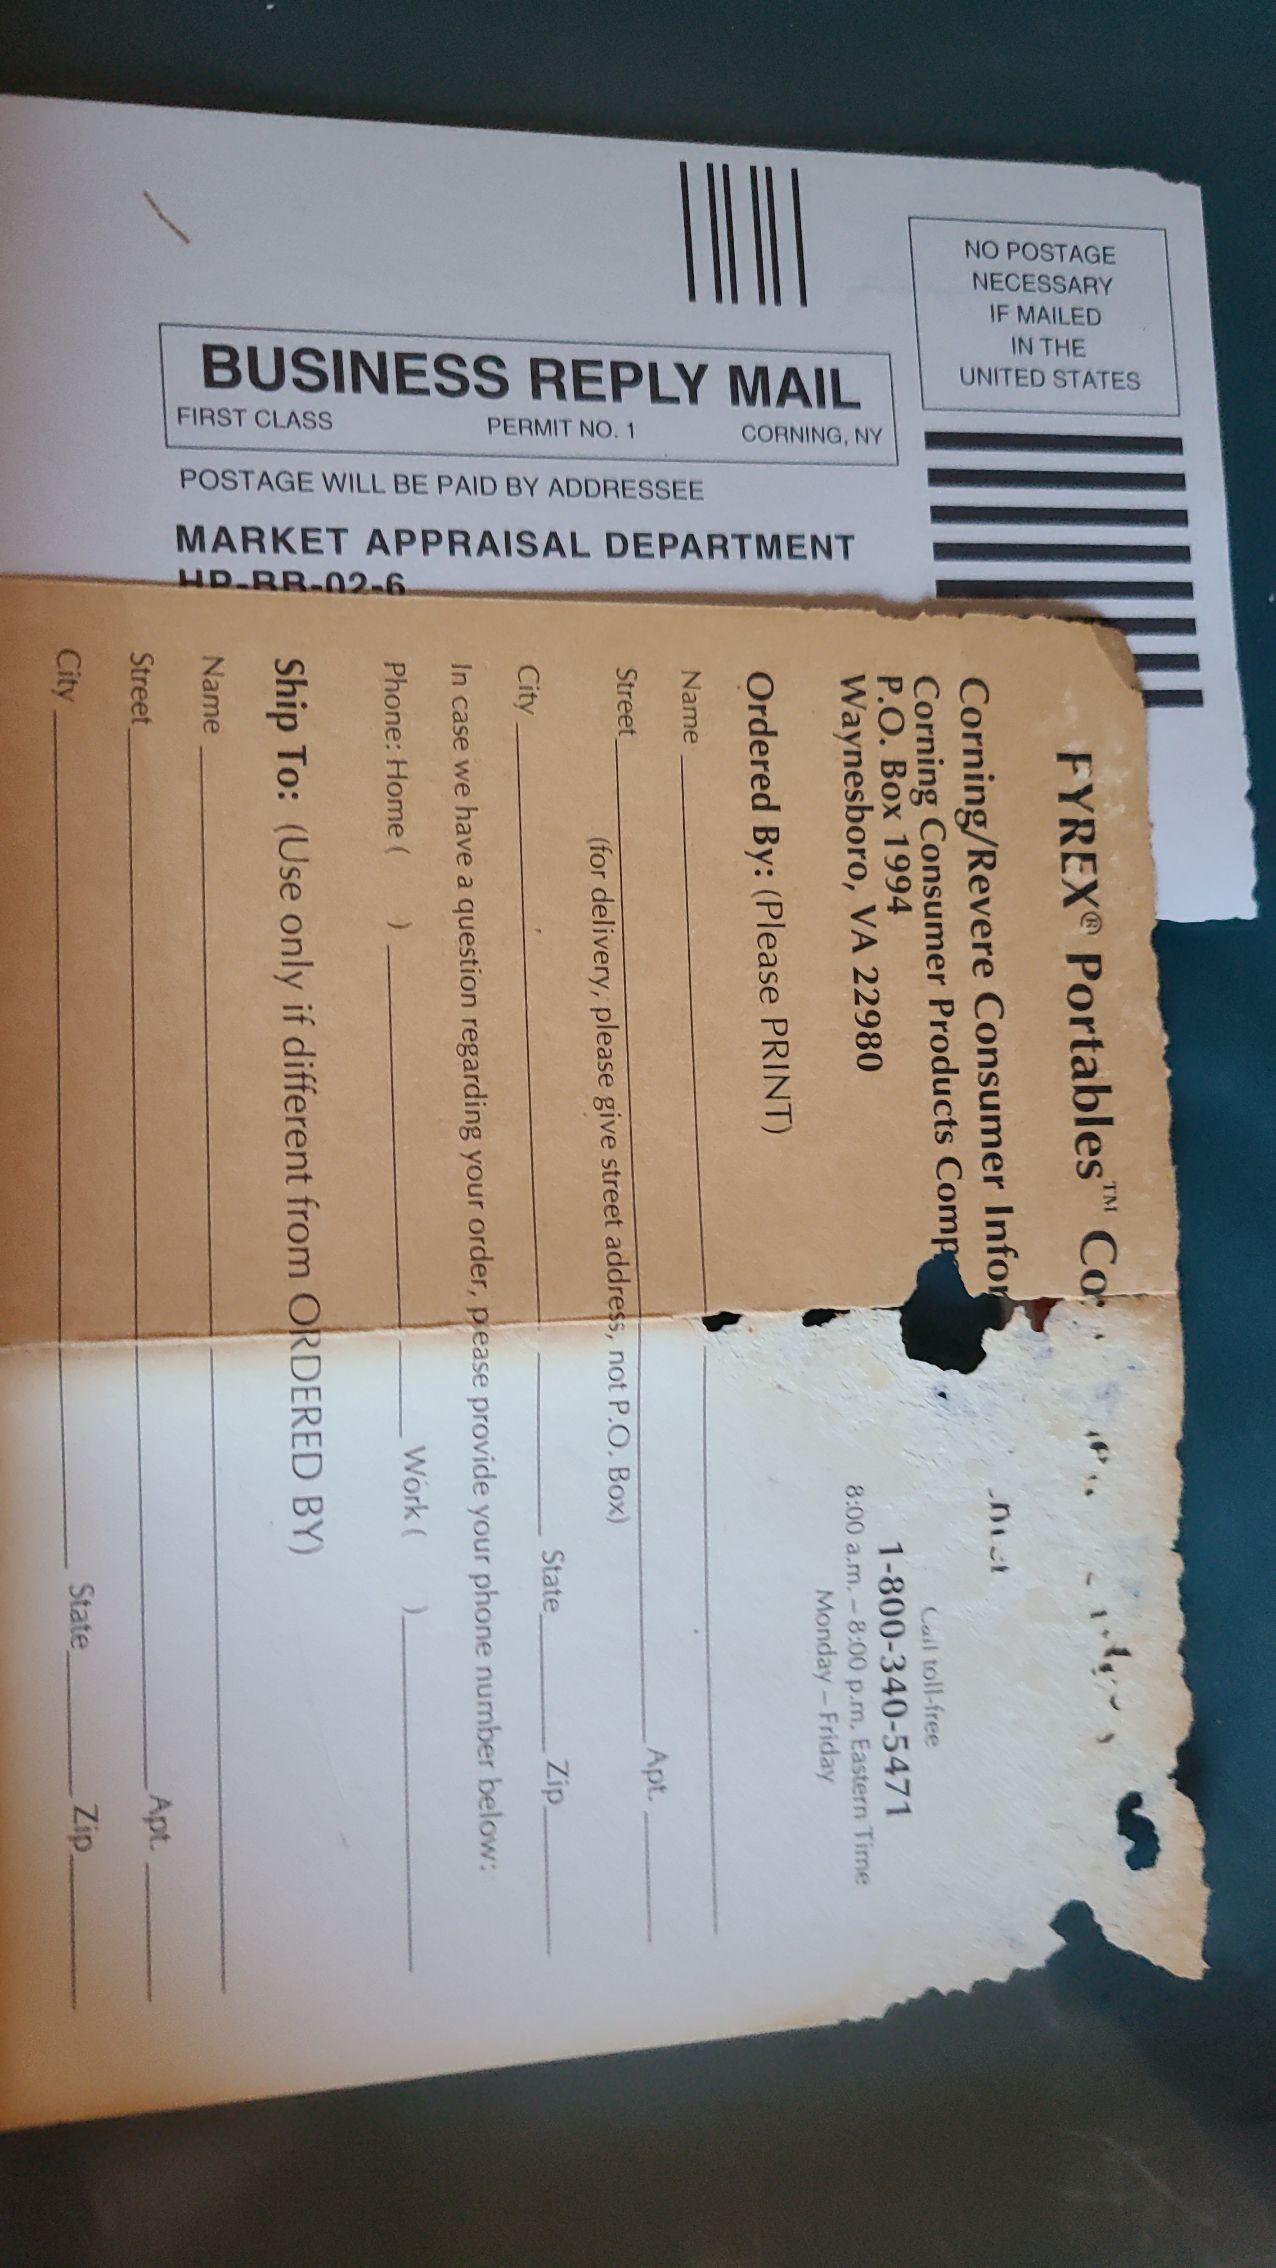 NO POSTAGE
NECESSARY
IF MAILED
IN THE
UNITED STATES
BUSINESS REPLY MAIL
FIRST CLASS PERMIT NO. 1 CORNING, NY
POSTAGE WILL BE PAID BY ADDRESSEE
MARKET APPRAISAL DEPARTMENT
HP-RR-02-6
PYREX® Portables™
Corning/Revere Consumer
Corning Consumer Products
P.O. Box 1994
Waynesboro, VA 22980
Call toll-free
1-800-340-5471
8:00 a.m. – 8:00 p.m. Eastern Time
Monday – Friday
Ordered By: (Please PRINT)
Name
Street Apt.
(for delivery, please give street address, not P.O. Box)
City State Zip
In case we have a question regarding your order, please provide your phone number below:
Phone: Home ( ) Work ( )
Ship To: (Use only if different from ORDERED BY)
Name
Street Apt.
City State Zip